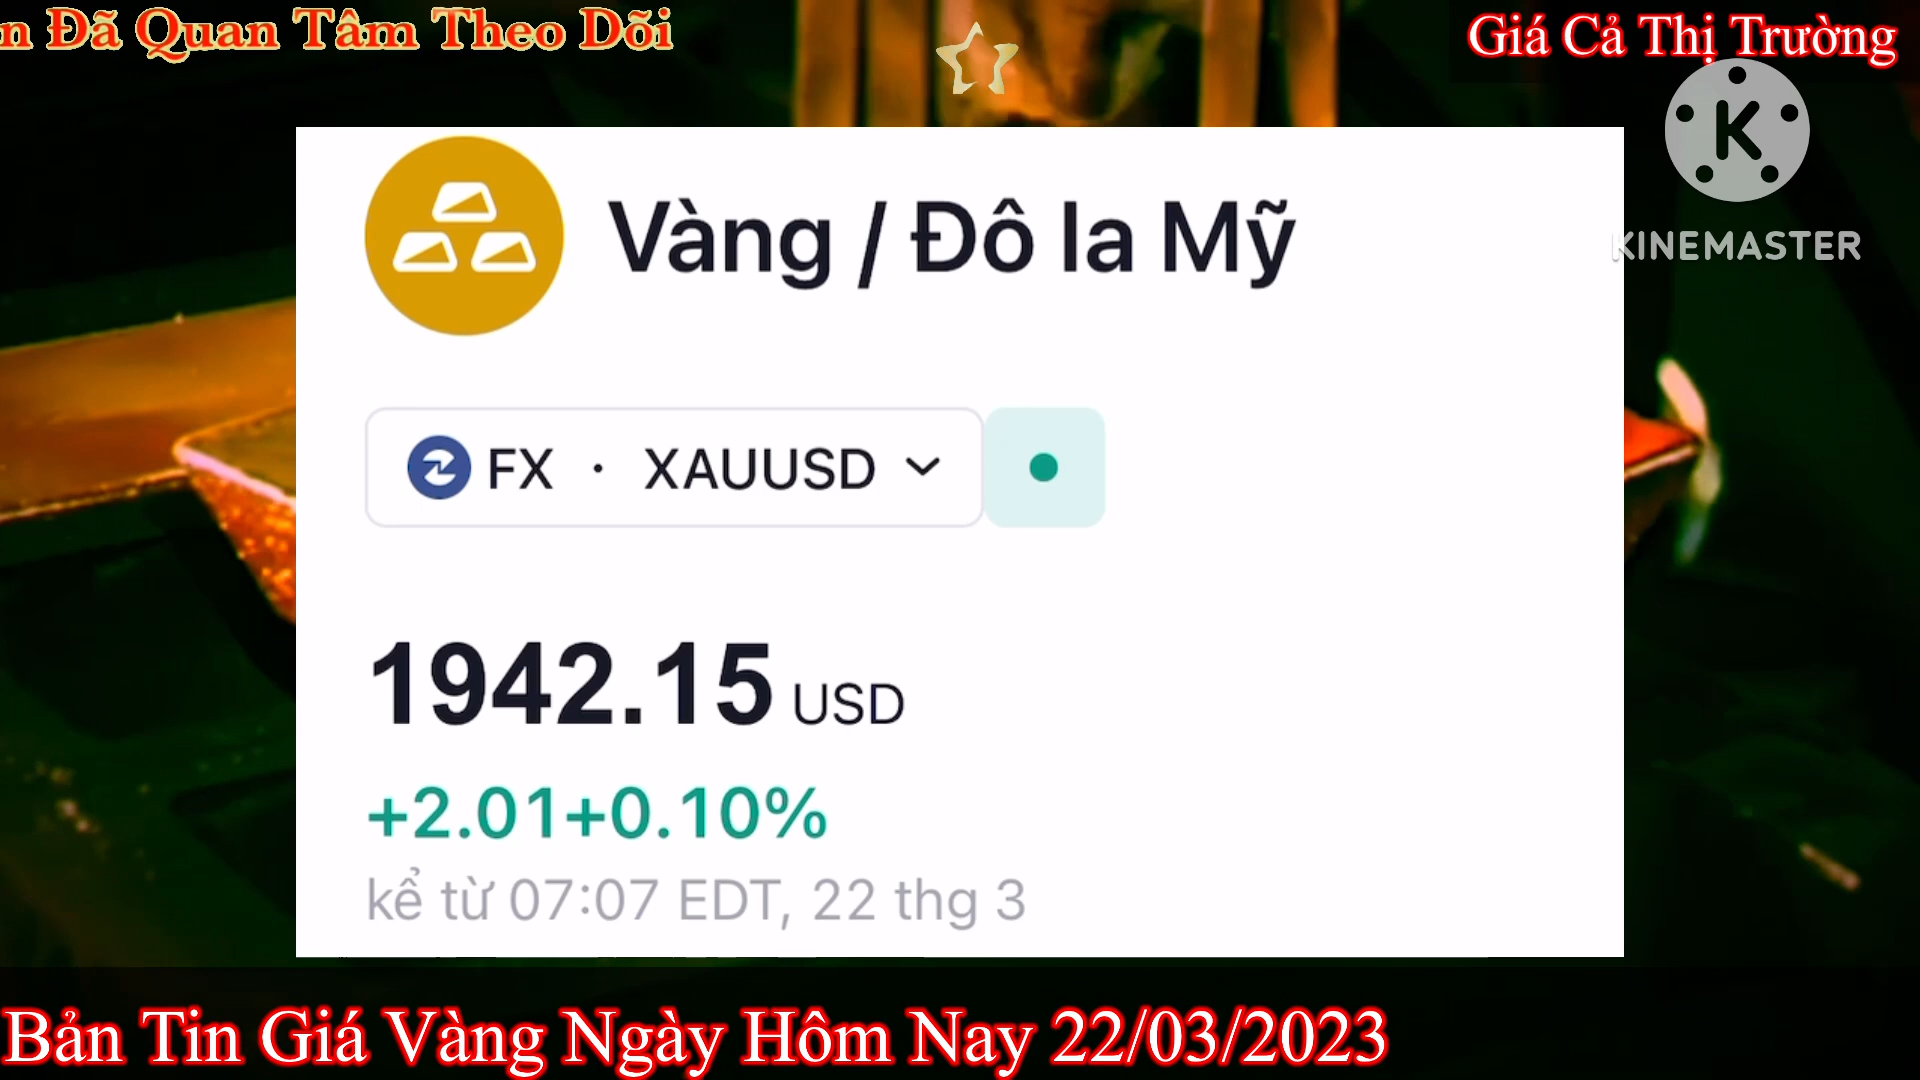 n Đã Quan Tâm Theo Dõi
Giá Cả Thị Trường
K
KINEMASTER
Vàng / Đô la Mỹ
FX · XAUUSD
1942.15 USD
+2.01+0.10%
kể từ 07:07 EDT, 22 thg 3
Bản Tin Giá Vàng Ngày Hôm Nay 22/03/2023